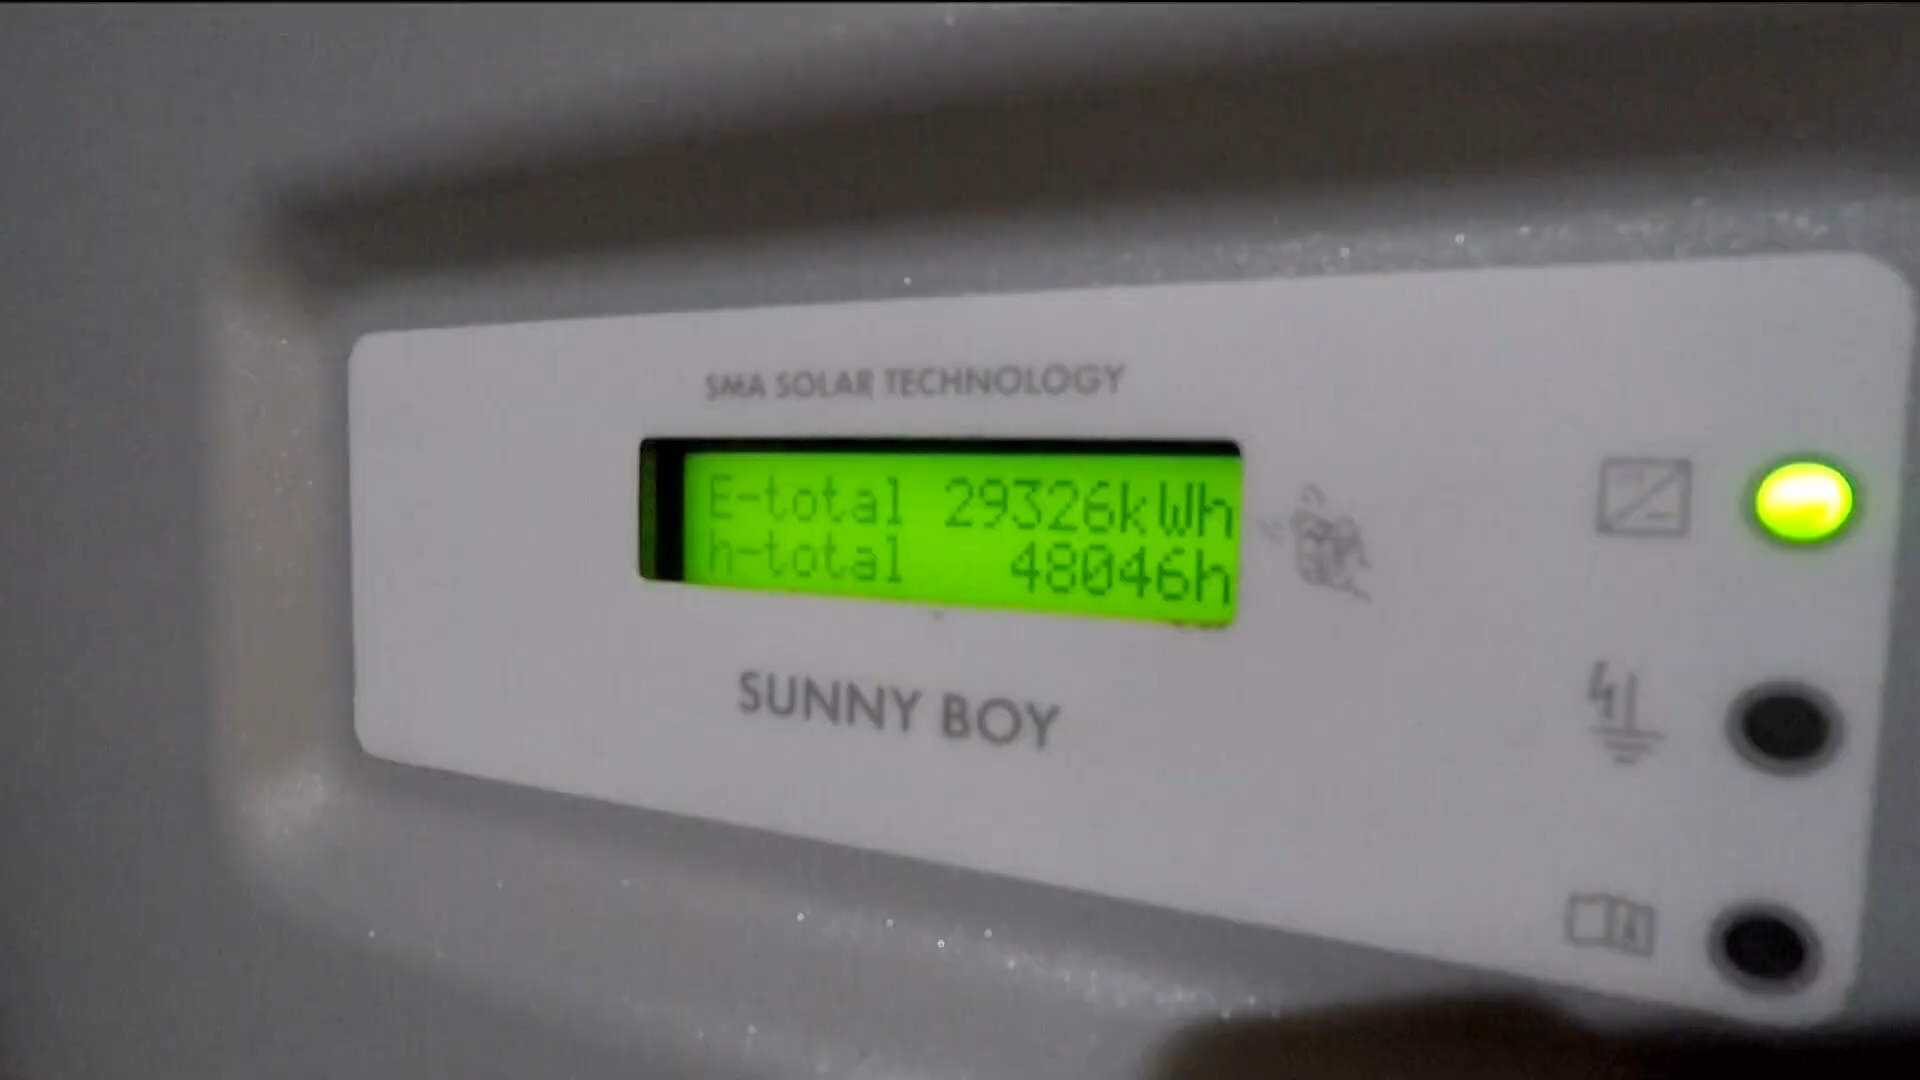 SMA SOLAR TECHNOLOGY
E-total 29326kWh
h-total 48046h
SUNNY BOY